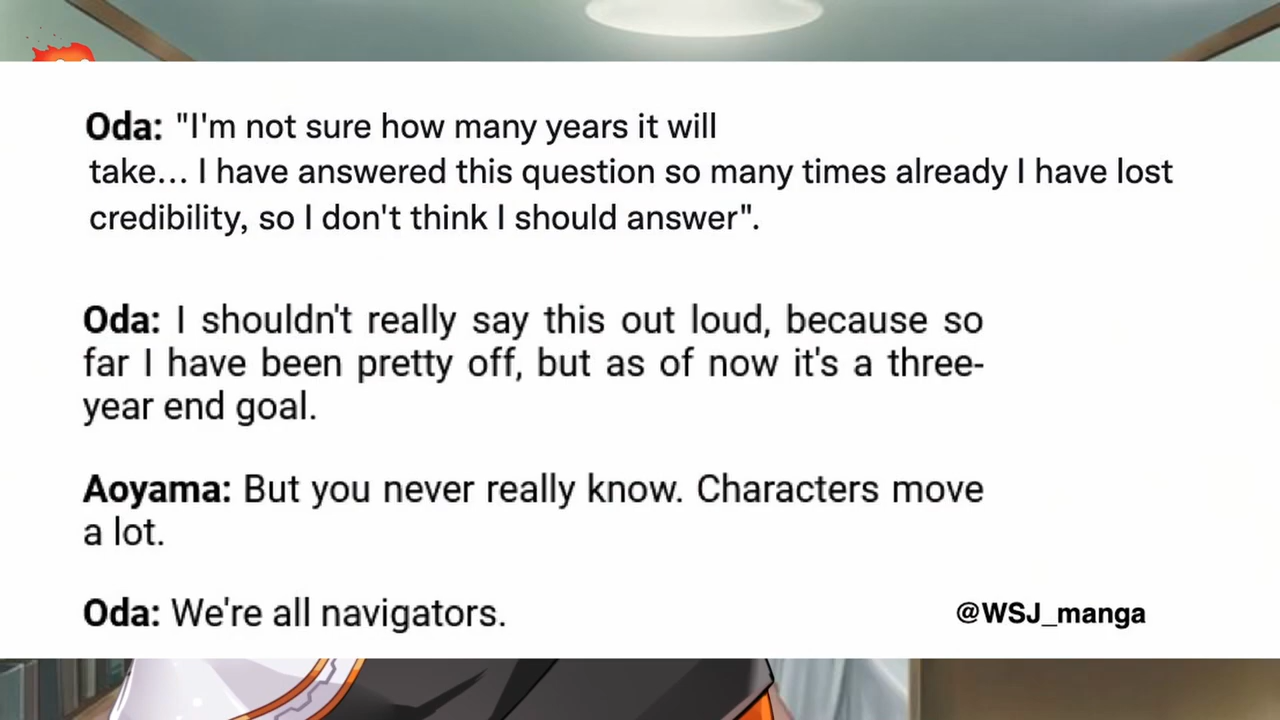 Oda: "I'm not sure how many years it will
take... I have answered this question so many times already I have lost
credibility, so I don't think I should answer".
Oda: I shouldn't really say this out loud, because so
far I have been pretty off, but as of now it's a three-
year end goal.
Aoyama: But you never really know. Characters move
a lot.
Oda: We're all navigators.
@WSJ_manga